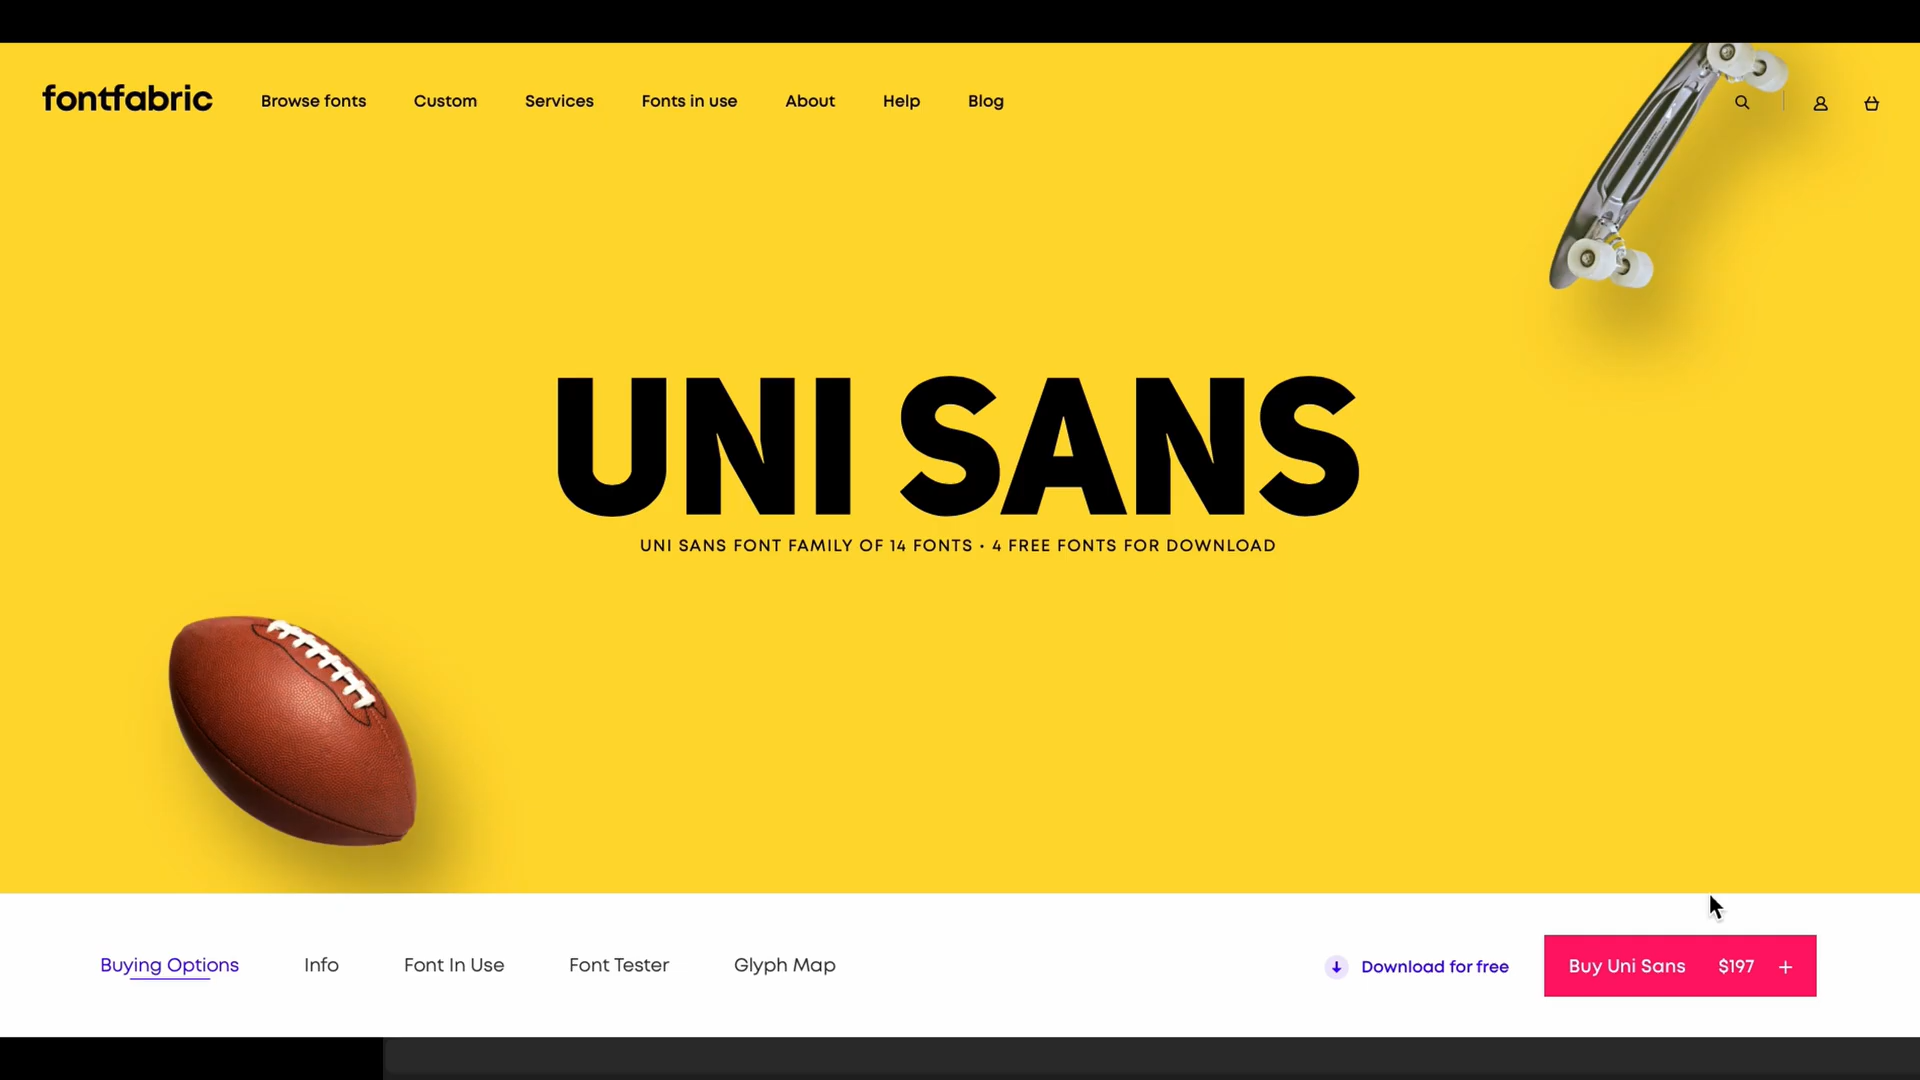 fontfabric Browse fonts Custom Services Fonts in use About Help Blog
UNI SANS
UNI SANS FONT FAMILY OF 14 FONTS • 4 FREE FONTS FOR DOWNLOAD
Buying Options Info Font In Use Font Tester Glyph Map Download for free Buy Uni Sans $197 +